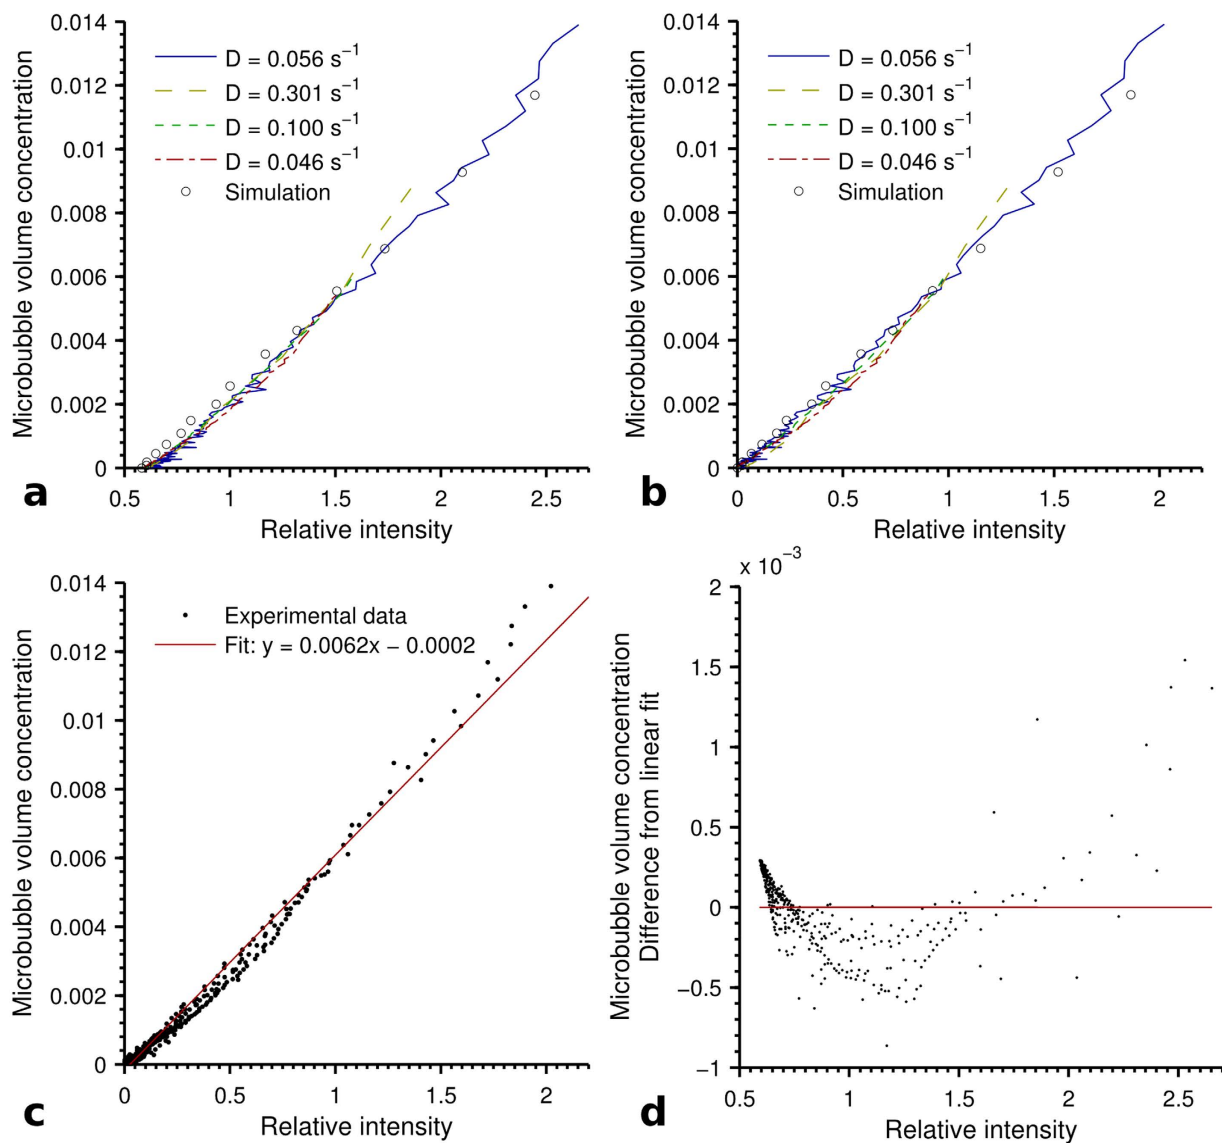 0.014
0.012
0.01
0.008
0.006
0.004
0.002
0
Microbubble volume concentration
D = 0.056 s−1
D = 0.301 s−1
D = 0.100 s−1
D = 0.046 s−1
Simulation
0.5 1 1.5 2 2.5
Relative intensity
a
0.014
0.012
0.01
0.008
0.006
0.004
0.002
0
Microbubble volume concentration
D = 0.056 s−1
D = 0.301 s−1
D = 0.100 s−1
D = 0.046 s−1
Simulation
0 0.5 1 1.5 2
Relative intensity
b
0.014
0.012
0.01
0.008
0.006
0.004
0.002
0
Microbubble volume concentration
Experimental data
Fit: y = 0.0062x − 0.0002
0 0.5 1 1.5 2
Relative intensity
c
x 10−3
2
1.5
1
0.5
0
−0.5
−1
Microbubble volume concentration
Difference from linear fit
0.5 1 1.5 2 2.5
Relative intensity
d